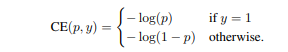 CE(p, y) = { − log(p) if y = 1
− log(1 − p) otherwise.